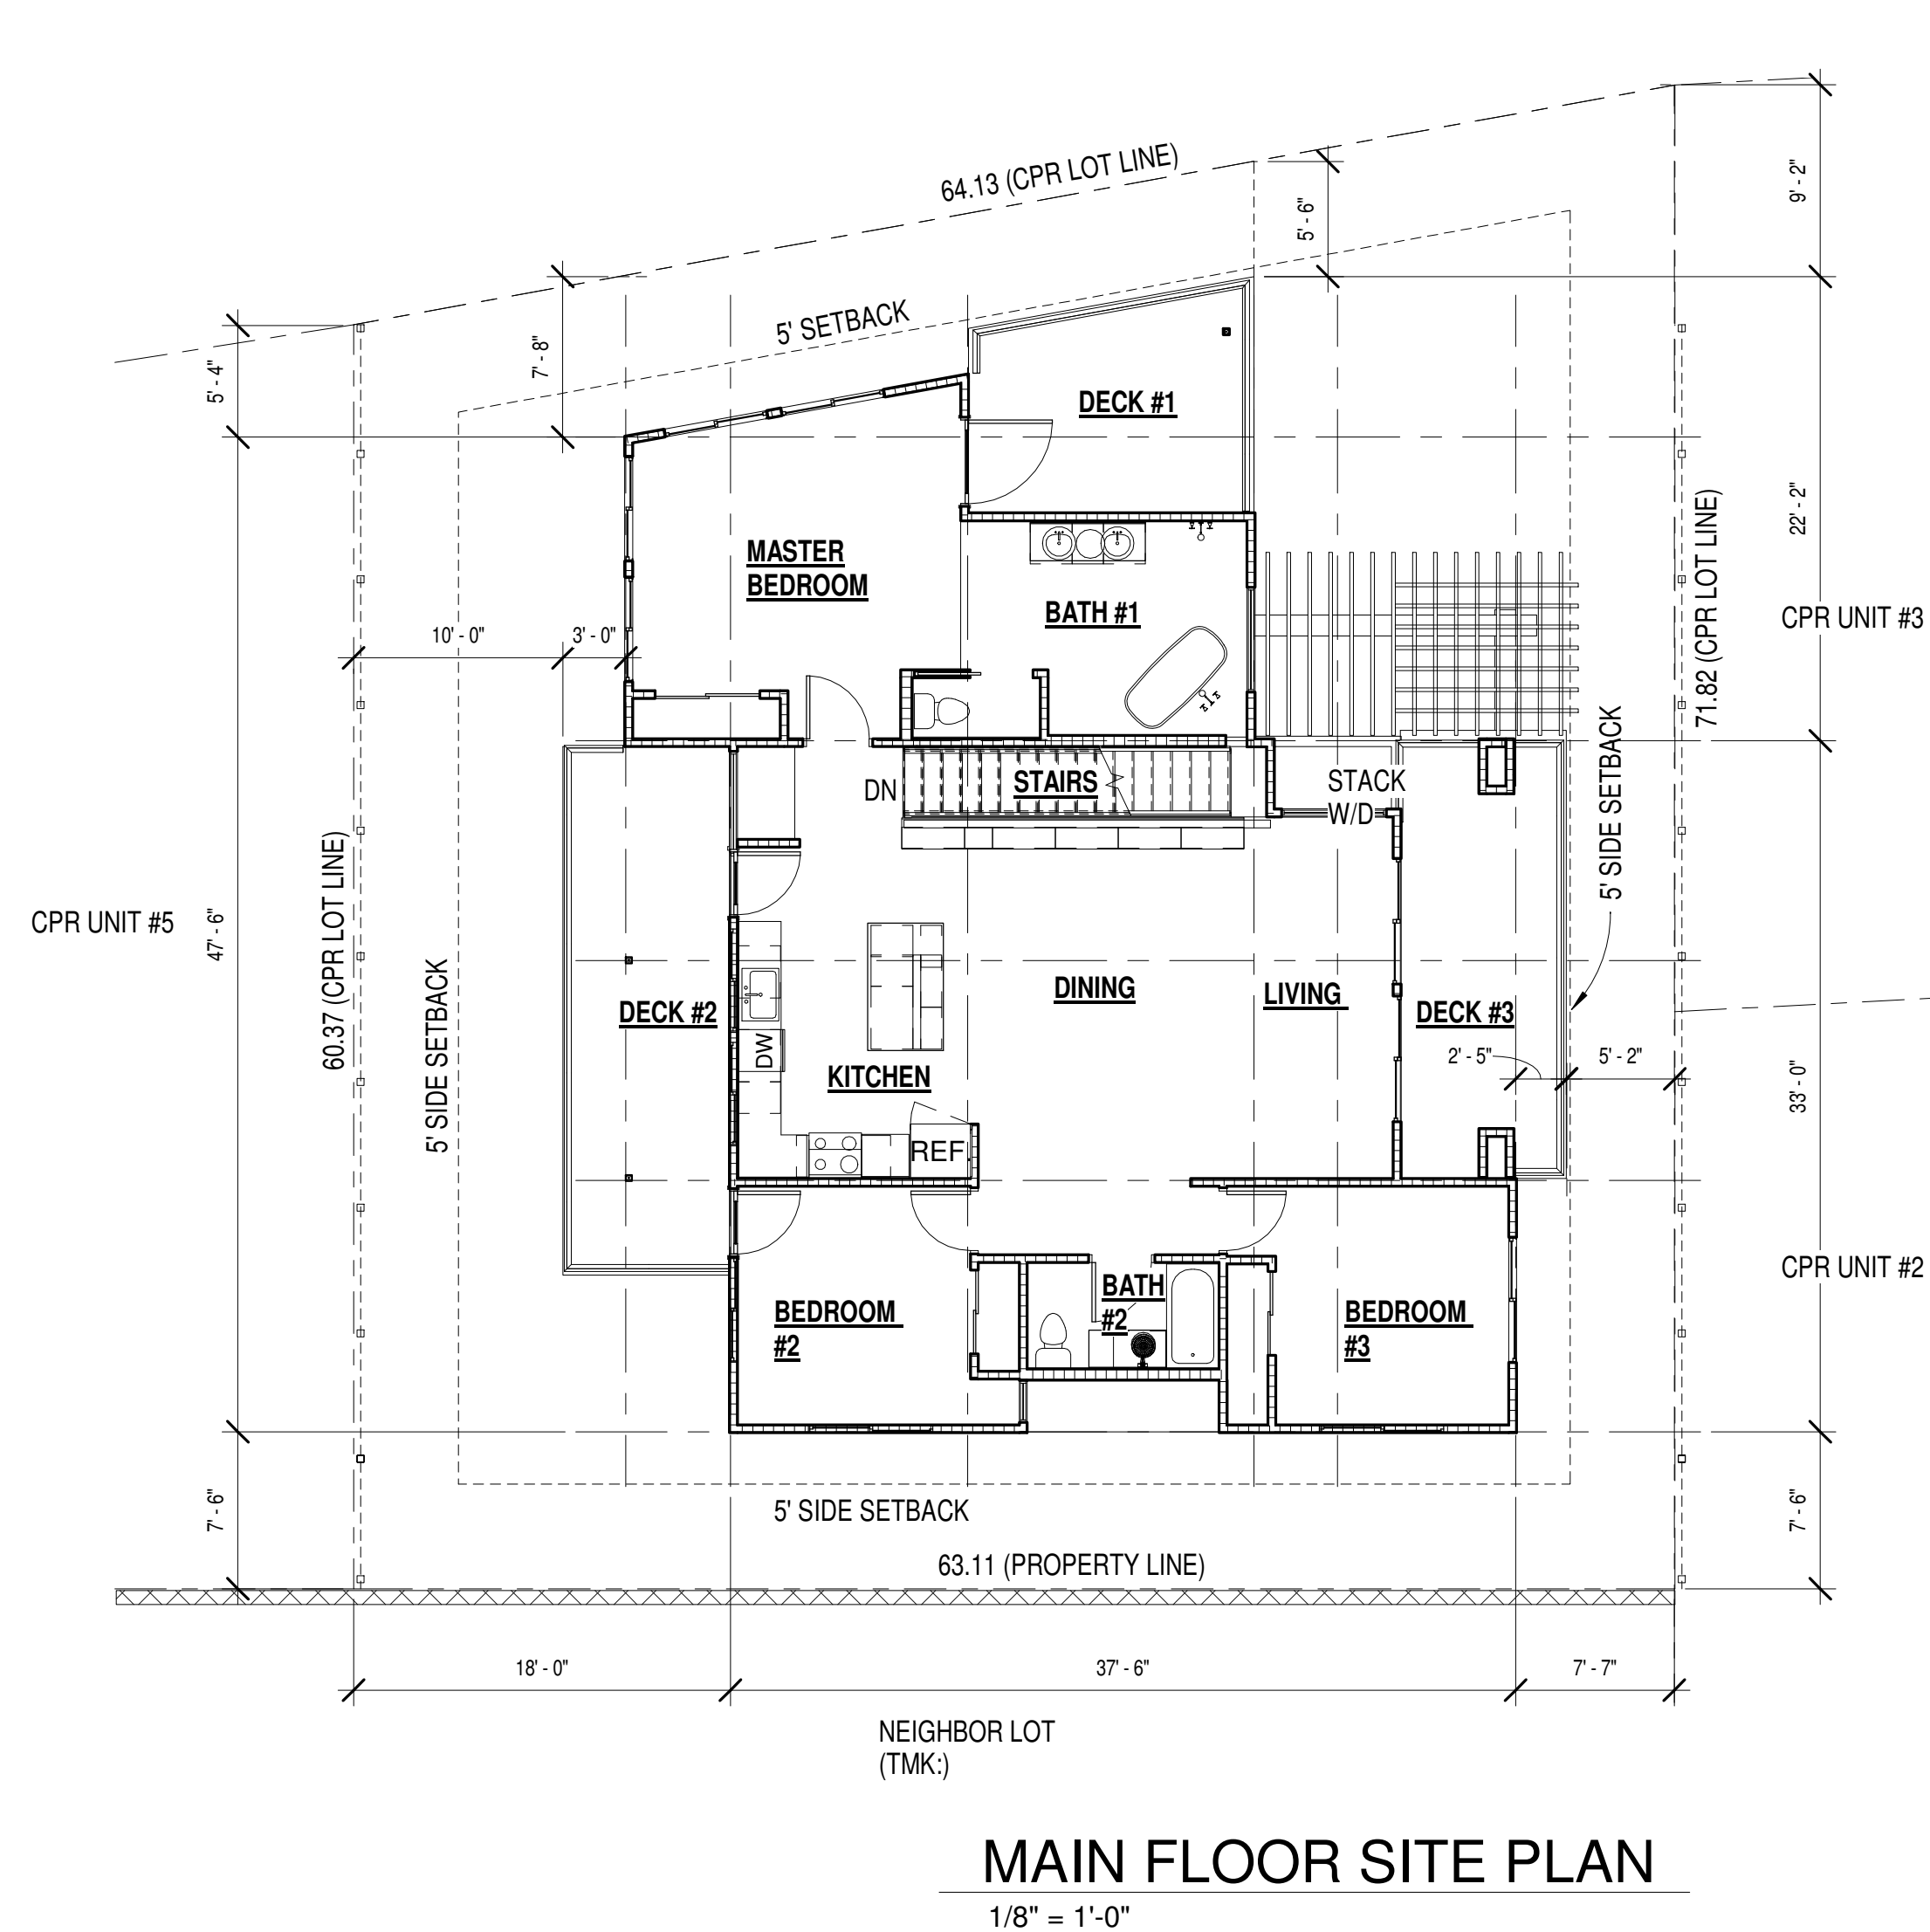 64.13 (CPR LOT LINE)
9' - 2"
5' - 6"
5' SETBACK
7' - 8"
5' - 4"
DECK #1
22' - 2"
71.82 (CPR LOT LINE)
MASTER
BEDROOM
BATH #1
CPR UNIT #3
10' - 0"
3' - 0"
DN
STAIRS
STACK
W/D
5' SIDE SETBACK
60.37 (CPR LOT LINE)
CPR UNIT #5
47' - 6"
5' SIDE SETBACK
DECK #2
DINING
LIVING
DECK #3
DW
KITCHEN
2' - 5"
5' - 2"
33' - 0"
REF.
CPR UNIT #2
BEDROOM
#2
BATH
#2
BEDROOM
#3
7' - 6"
7' - 6"
5' SIDE SETBACK
63.11 (PROPERTY LINE)
18' - 0"
37' - 6"
7' - 7"
NEIGHBOR LOT
(TMK:)
MAIN FLOOR SITE PLAN
1/8" = 1'-0"